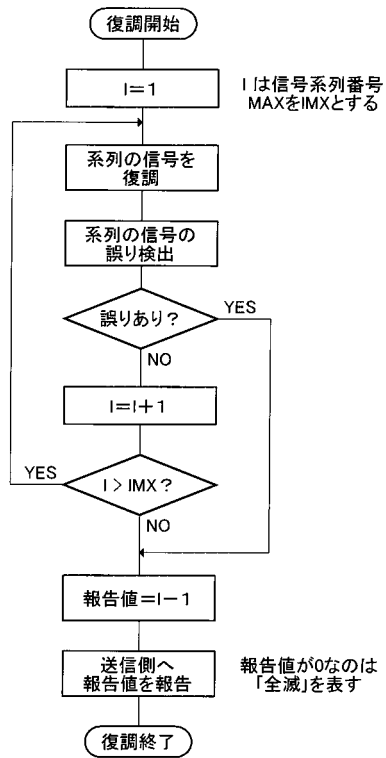 復調開始
I=1
I は信号系列番号
MAXをIMXとする
系列の信号を
復調
系列の信号の
誤り検出
誤りあり?
YES
NO
I=I+1
YES
I > IMX?
NO
報告値=I-1
送信側へ
報告値を報告
報告値が0なのは
「全滅」を表す
復調終了